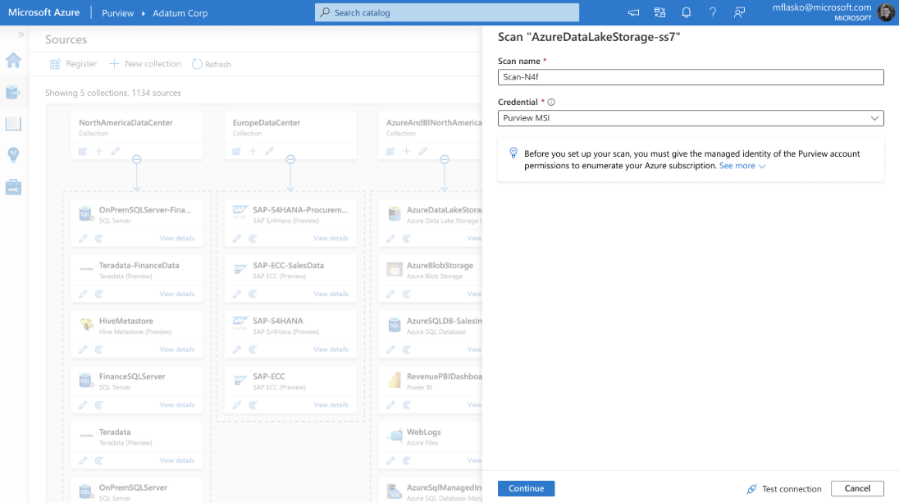 Microsoft Azure
Purview
Adatum Corp
Search catalog
mflasko@microsoft.com
MICROSOFT
Sources
Register
New collection
Refresh
Showing 5 collections, 1134 sources
NorthAmericaDataCenter
Collection
EuropeDataCenter
Collection
AzureAndBINorthAmerica
Collection
OnPremSQLServer-Fina...
SQL Server
View details
Teradata-FinanceData
Teradata (Preview)
View details
HiveMetastore
Hive Metastore (Preview)
View details
FinanceSQLServer
SQL Server
View details
Teradata
Teradata (Preview)
View details
OnPremSQLServer
SQL Server
SAP-S4HANA-Procurem...
SAP S/4Hana (Preview)
View details
SAP-ECC-SalesData
SAP ECC (Preview)
View details
SAP-S4HANA
SAP S/4Hana (Preview)
View details
SAP-ECC
SAP ECC (Preview)
View details
AzureDataLakeStorag
Azure Data Lake Storage
AzureBlobStorage
Azure Blob Storage
AzureSQLDB-SalesIn
Azure SQL Database
RevenuePBIDashboa
Power BI
WebLogs
Azure Files
AzureSqlManagedIns
Azure SQL Database Man
Scan "AzureDataLakeStorage-ss7"
Scan name *
Scan-N4f
Credential *
Purview MSI
Before you set up your scan, you must give the managed identity of the Purview account
permissions to enumerate your Azure subscription. See more
Continue
Test connection
Cancel